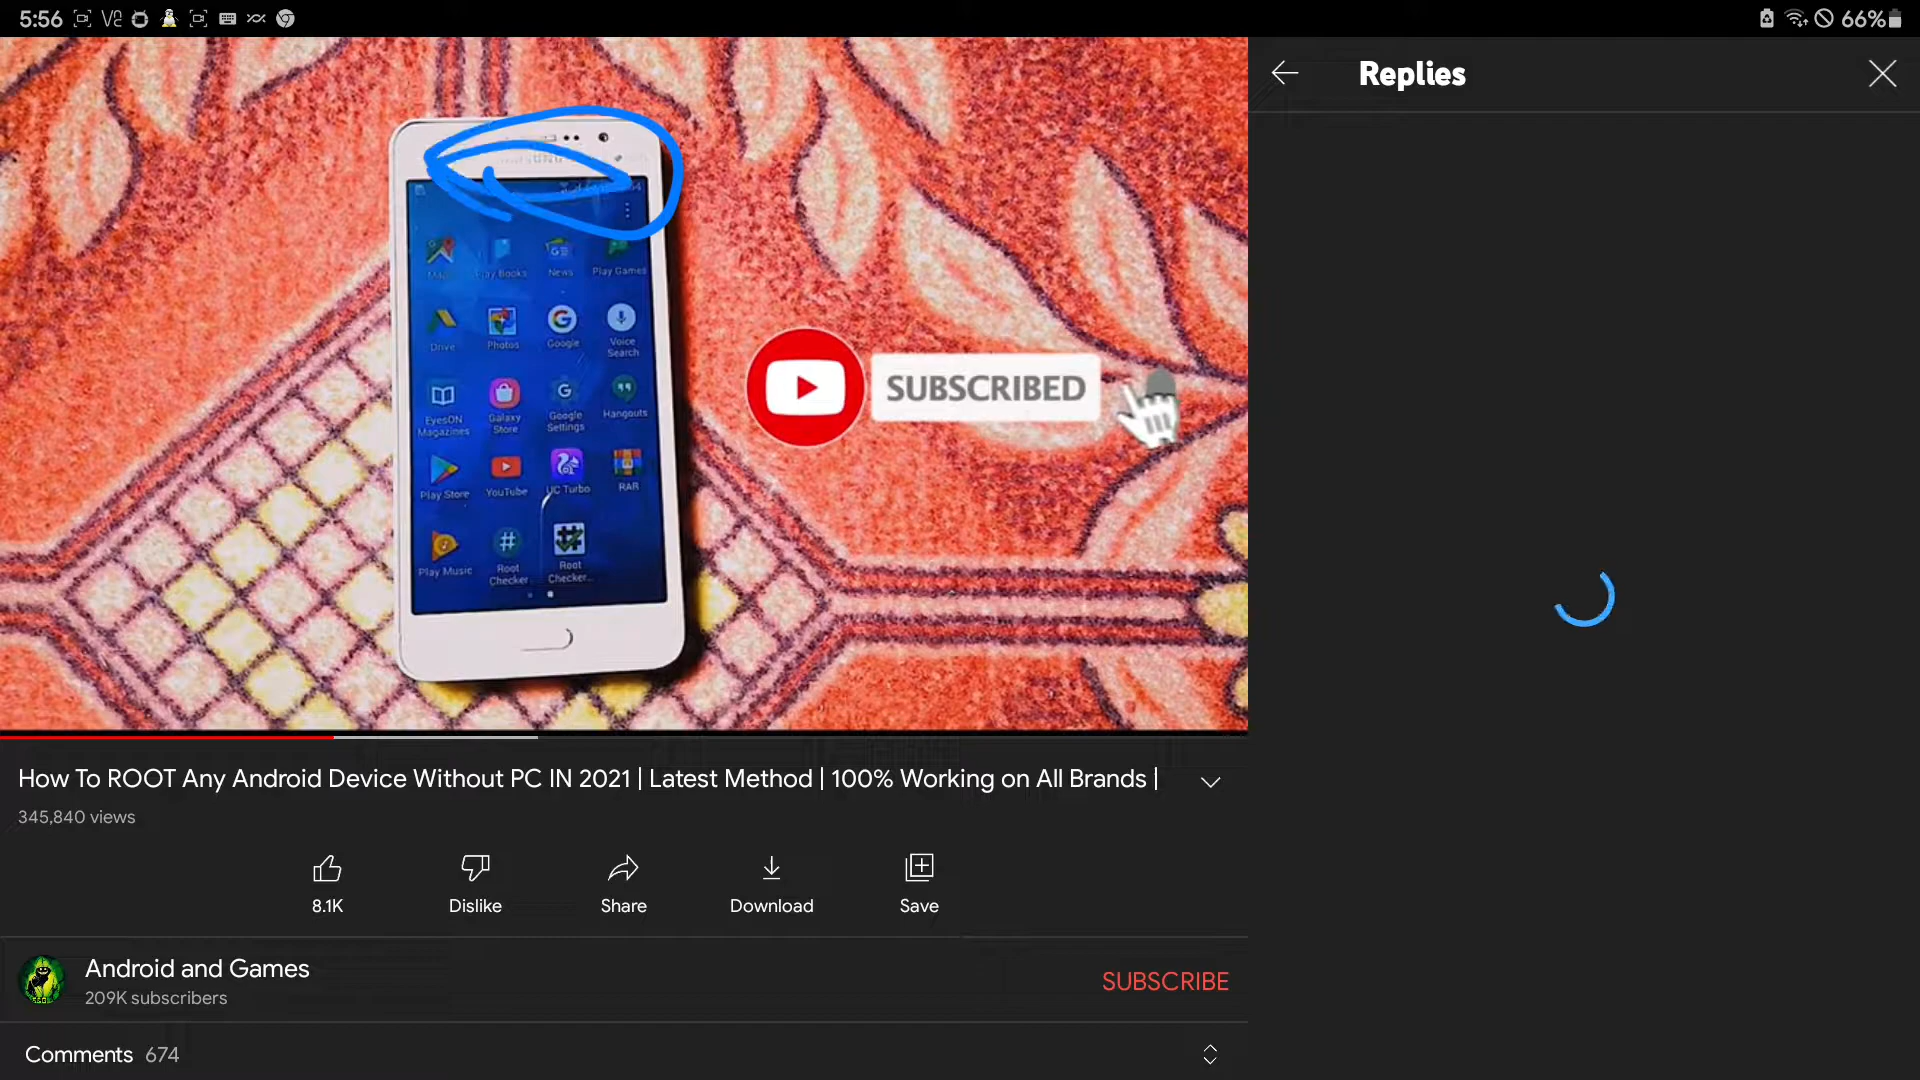 5:56
66%
Replies
Play Books
News
Play Games
Drive
Photos
Google
Voice
Search
EyesON
Magazines
Galaxy
Store
Google
Settings
Hangouts
Play Store
YouTube
UC Turbo
RAR
Play Music
Root
Checker
Root
Checker...
SUBSCRIBED
How To ROOT Any Android Device Without PC IN 2021 | Latest Method | 100% Working on All Brands |
345,840 views
8.1K
Dislike
Share
Download
Save
Android and Games
209K subscribers
SUBSCRIBE
Comments 674